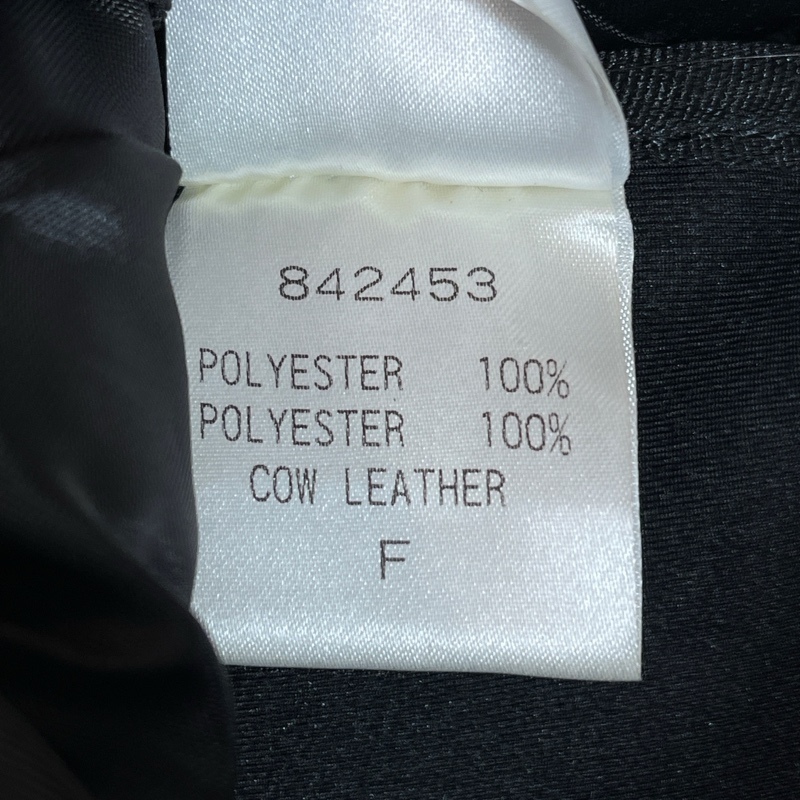 842453
POLYESTER 100%
POLYESTER 100%
COW LEATHER
F